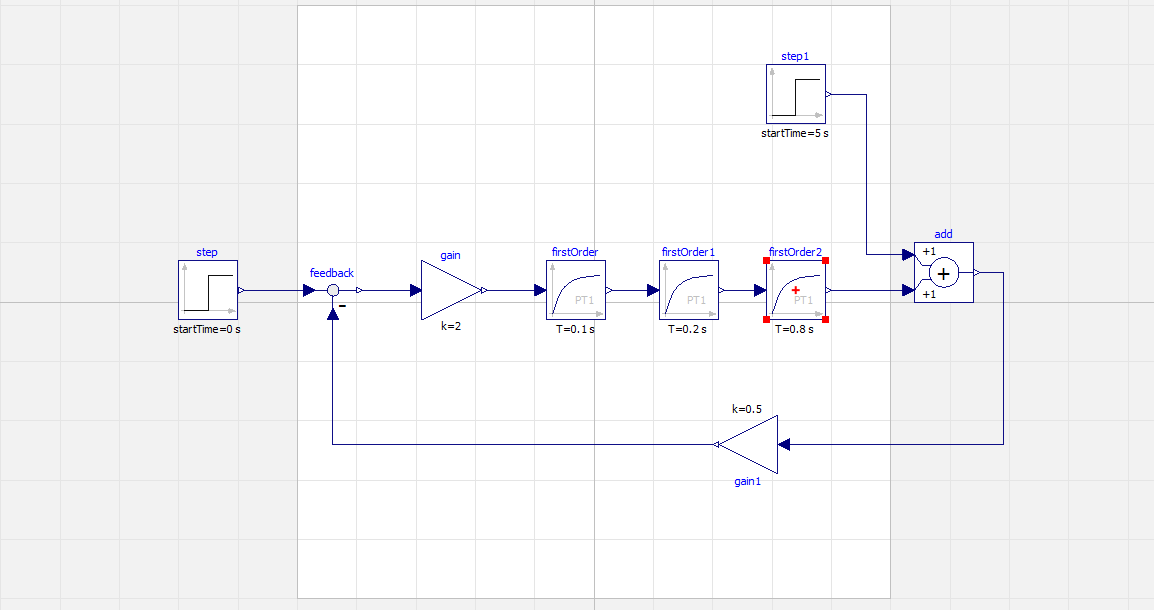 step1
startTime=5 s
add
+1
+
+1
step
startTime=0 s
feedback
-
gain
k=2
firstOrder
PT1
T=0.1 s
firstOrder1
PT1
T=0.2 s
firstOrder2
PT1
T=0.8 s
k=0.5
gain1